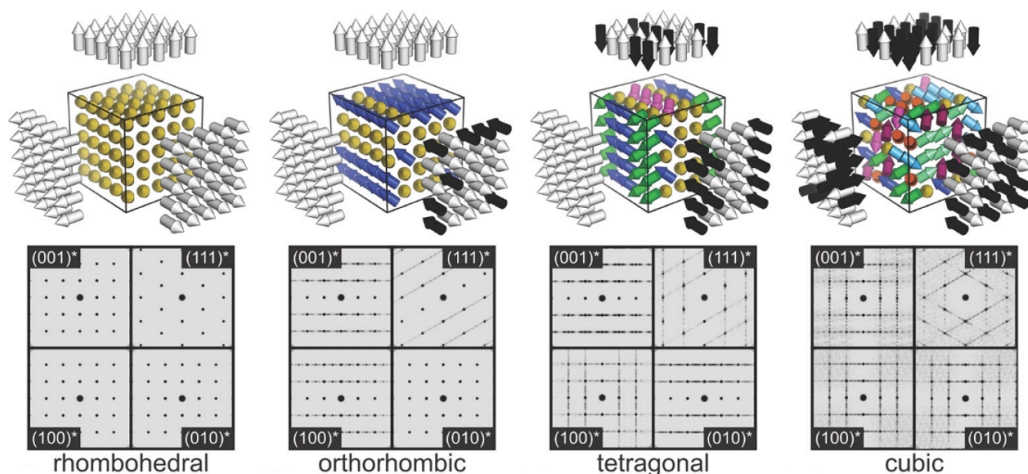 (001)* (111)* (001)* (111)* (001)* (111)* (001)* (111)*
(100)* (010)* (100)* (010)* (100)* (010)* (100)* (010)*
rhombohedral orthorhombic tetragonal cubic